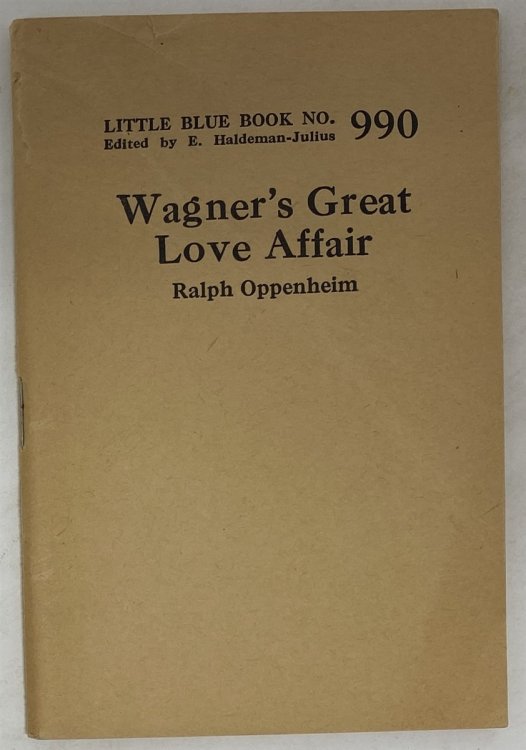 LITTLE BLUE BOOK NO. 990
Edited by E. Haldeman-Julius
Wagner's Great
Love Affair
Ralph Oppenheim